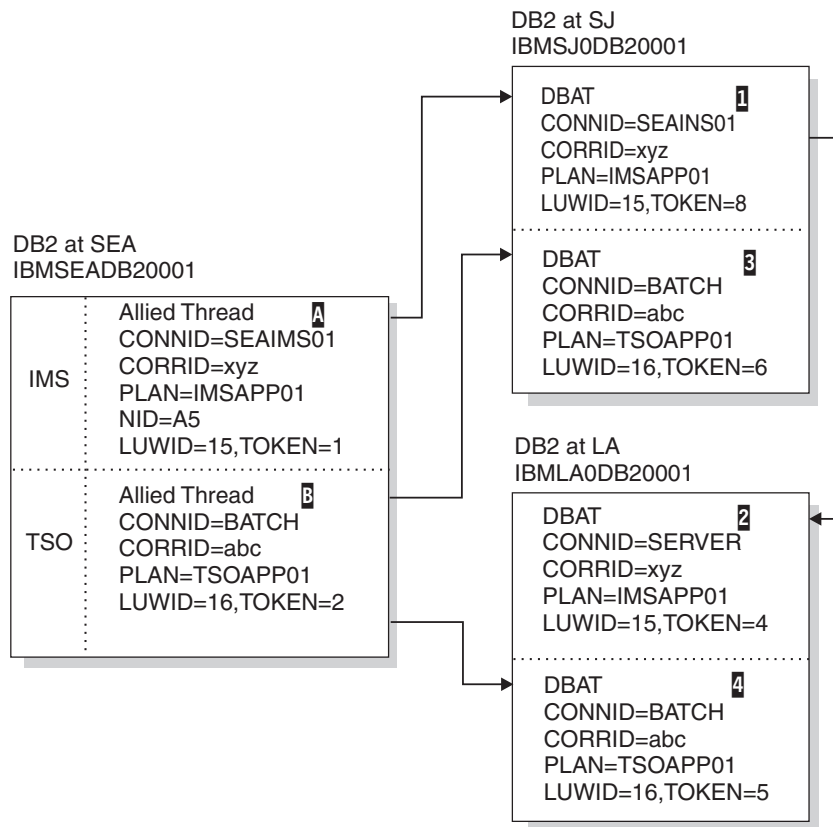 DB2 at SJ
IBMSJ0DB20001
DBAT 1
CONNID=SEAINS01
CORRID=xyz
PLAN=IMSAPP01
LUWID=15,TOKEN=8
DBAT 3
CONNID=BATCH
CORRID=abc
PLAN=TSOAPP01
LUWID=16,TOKEN=6
DB2 at SEA
IBMSEADB20001
IMS
Allied Thread A
CONNID=SEAIMS01
CORRID=xyz
PLAN=IMSAPP01
NID=A5
LUWID=15,TOKEN=1
TSO
Allied Thread B
CONNID=BATCH
CORRID=abc
PLAN=TSOAPP01
LUWID=16,TOKEN=2
DB2 at LA
IBMLA0DB20001
DBAT 2
CONNID=SERVER
CORRID=xyz
PLAN=IMSAPP01
LUWID=15,TOKEN=4
DBAT 4
CONNID=BATCH
CORRID=abc
PLAN=TSOAPP01
LUWID=16,TOKEN=5